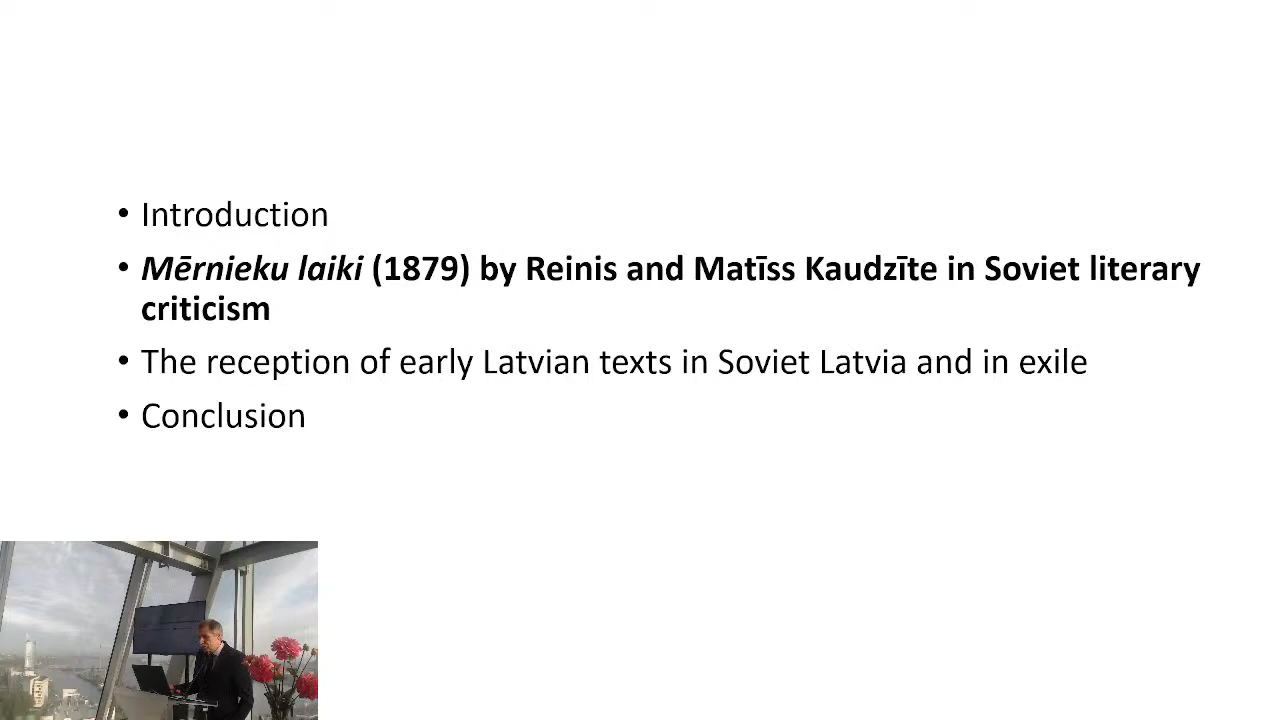 • Introduction
• Mērnieku laiki (1879) by Reinis and Matīss Kaudzīte in Soviet literary
criticism
• The reception of early Latvian texts in Soviet Latvia and in exile
• Conclusion